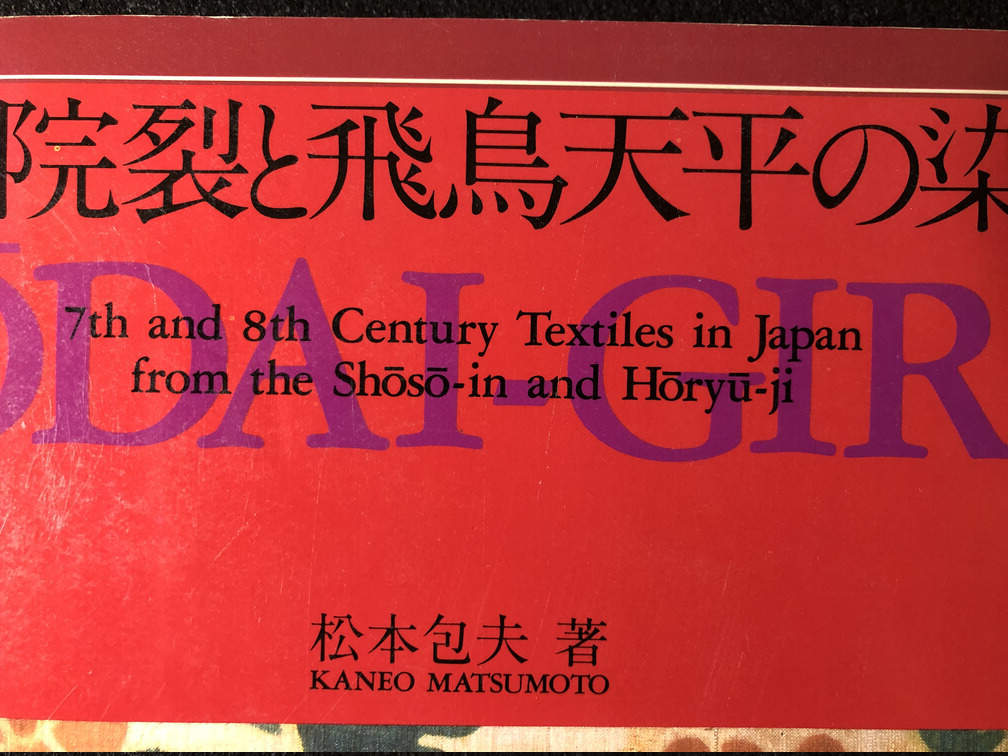 院裂と飛鳥天平の染
ŌDAI-GIR
7th and 8th Century Textiles in Japan
from the Shōsō-in and Hōryū-ji
松本包夫 著
KANEO MATSUMOTO